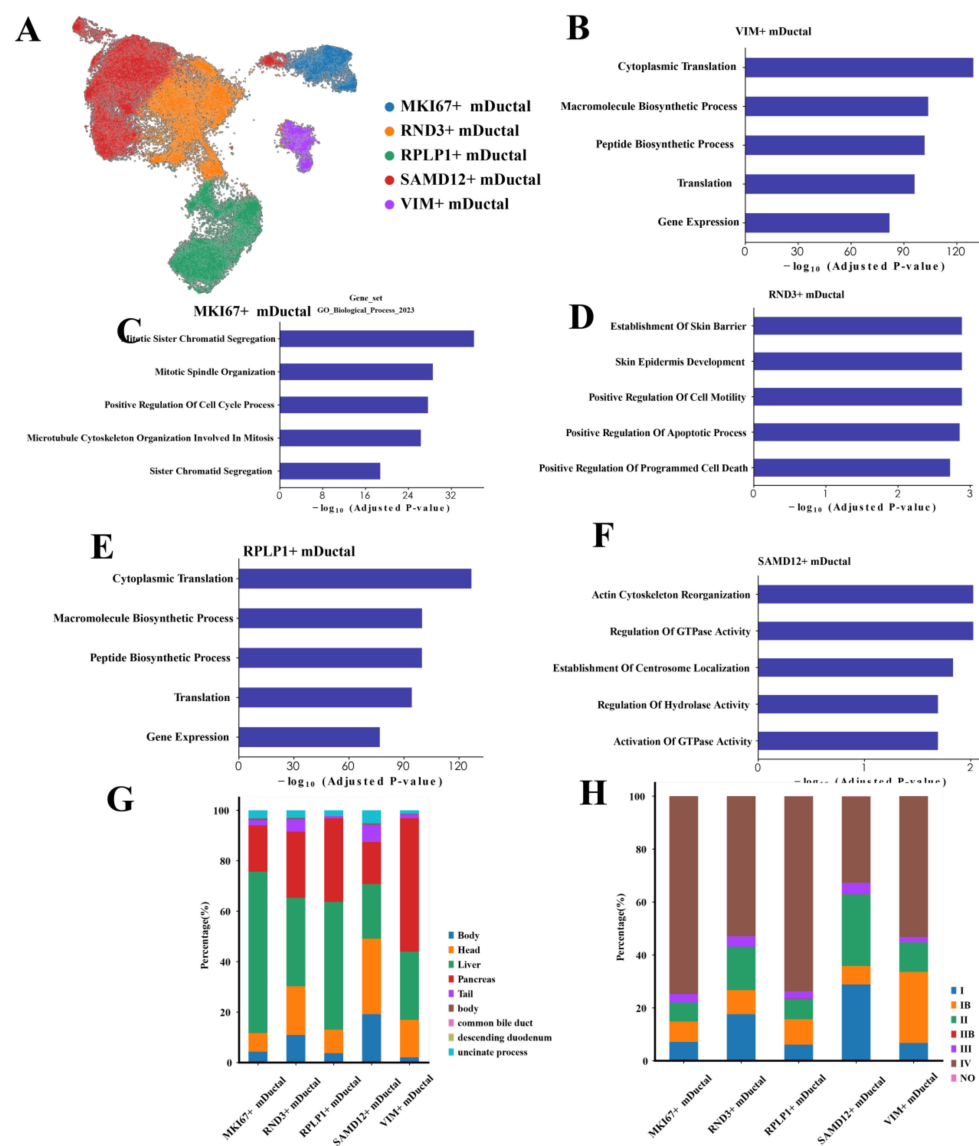 A
MKI67+ mDuctal
RND3+ mDuctal
RPLP1+ mDuctal
SAMD12+ mDuctal
VIM+ mDuctal
B
VIM+ mDuctal
Cytoplasmic Translation
Macromolecule Biosynthetic Process
Peptide Biosynthetic Process
Translation
Gene Expression
0 30 60 90 120
−log₁₀ (Adjusted P-value)
C
MKI67+ mDuctal
Gene_set
GO_Biological_Process_2023
Mitotic Sister Chromatid Segregation
Mitotic Spindle Organization
Positive Regulation Of Cell Cycle Process
Microtubule Cytoskeleton Organization Involved In Mitosis
Sister Chromatid Segregation
0 8 16 24 32
−log₁₀ (Adjusted P-value)
D
RND3+ mDuctal
Establishment Of Skin Barrier
Skin Epidermis Development
Positive Regulation Of Cell Motility
Positive Regulation Of Apoptotic Process
Positive Regulation Of Programmed Cell Death
0 1 2 3
−log₁₀ (Adjusted P-value)
E
RPLP1+ mDuctal
Cytoplasmic Translation
Macromolecule Biosynthetic Process
Peptide Biosynthetic Process
Translation
Gene Expression
0 30 60 90 120
−log₁₀ (Adjusted P-value)
F
SAMD12+ mDuctal
Actin Cytoskeleton Reorganization
Regulation Of GTPase Activity
Establishment Of Centrosome Localization
Regulation Of Hydrolase Activity
Activation Of GTPase Activity
0 1 2
−log₁₀ (Adjusted P-value)
G
Percentage(%)
100
80
60
40
20
0
MKI67+ mDuctal
RND3+ mDuctal
RPLP1+ mDuctal
SAMD12+ mDuctal
VIM+ mDuctal
Body
Head
Liver
Pancreas
Tail
body
common bile duct
descending duodenum
uncinate process
H
Percentage(%)
100
80
60
40
20
0
MKI67+ mDuctal
RND3+ mDuctal
RPLP1+ mDuctal
SAMD12+ mDuctal
VIM+ mDuctal
I
IB
II
IIB
III
IV
NO